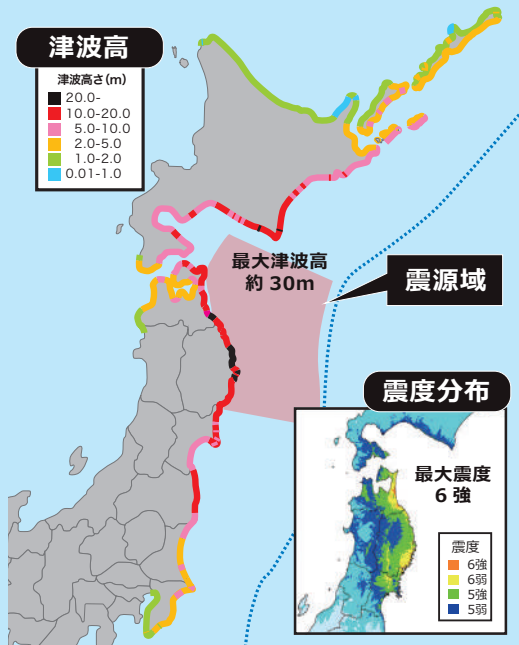 津波高
津波高さ(m)
20.0-
10.0-20.0
5.0-10.0
2.0-5.0
1.0-2.0
0.01-1.0
最大津波高
約30m
震源域
震度分布
最大震度
6強
震度
6強
6弱
5強
5弱